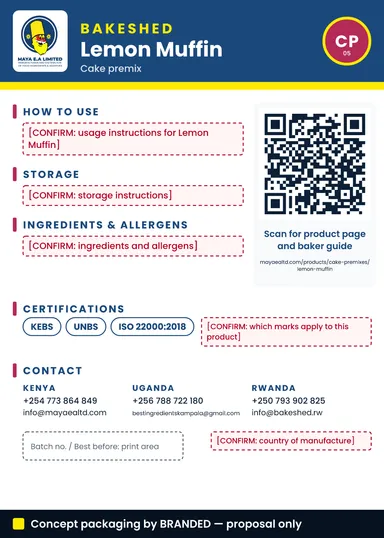 MAYA E.A LIMITED
BAKESHED
Lemon Muffin
Cake premix
CP
05
HOW TO USE
[CONFIRM: usage instructions for Lemon
Muffin]
STORAGE
[CONFIRM: storage instructions]
INGREDIENTS & ALLERGENS
[CONFIRM: ingredients and allergens]
Scan for product page
and baker guide
mayaealtd.com/products/cake-premixes/
lemon-muffin
CERTIFICATIONS
KEBS
UNBS
ISO 22000:2018
[CONFIRM: which marks apply to this
product]
CONTACT
KENYA
+254 773 864 849
info@mayaealtd.com
UGANDA
+256 788 722 180
bestingredientskampala@gmail.com
RWANDA
+250 793 902 825
info@bakeshed.rw
Batch no. / Best before: print area
[CONFIRM: country of manufacture]
Concept packaging by BRANDED — proposal only